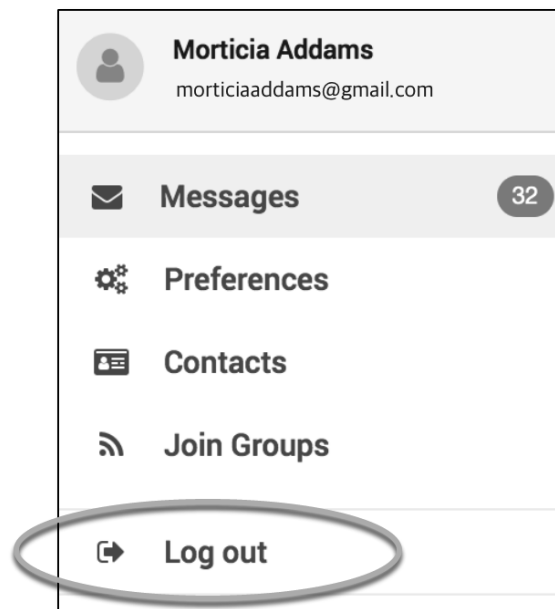 Morticia Addams
morticiaaddams@gmail.com
Messages 32
Preferences
Contacts
Join Groups
Log out